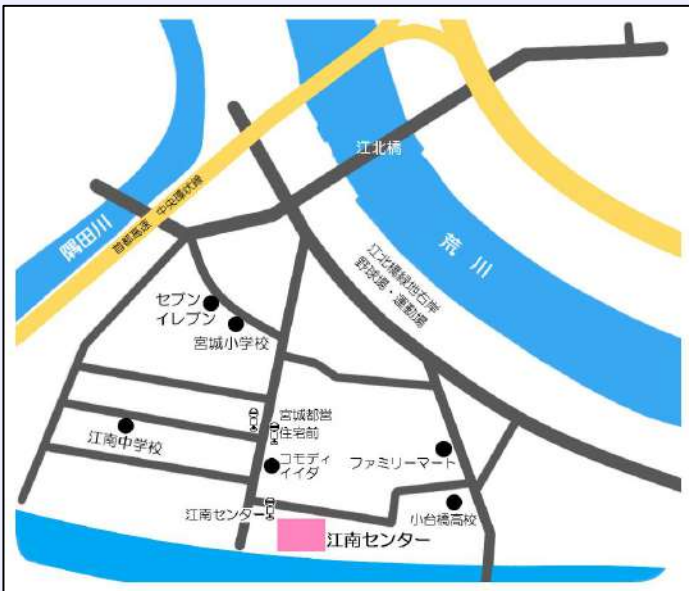 江北橋
首都高速　中央環状線
隅田川
荒川
江北橋緑地右岸
野球場・運動場
セブン
イレブン
宮城小学校
宮城都営
住宅前
江南中学校
コモディ
イイダ
ファミリーマート
江南センター
小台橋高校
江南センター